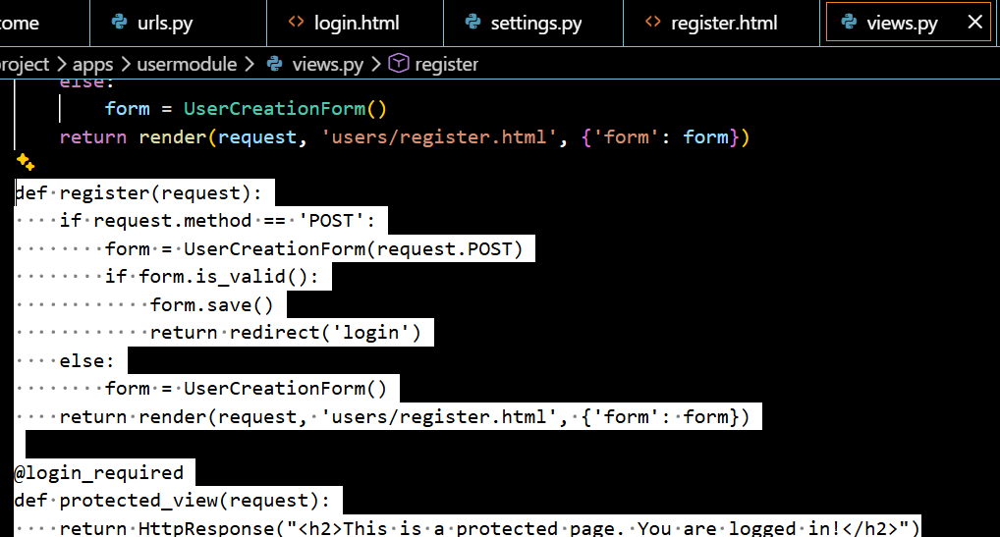 ome urls.py login.html settings.py register.html views.py
roject > apps > usermodule > views.py > register
    else:
        form = UserCreationForm()
    return render(request, 'users/register.html', {'form': form})
def register(request):
    if request.method == 'POST':
        form = UserCreationForm(request.POST)
        if form.is_valid():
            form.save()
            return redirect('login')
    else:
        form = UserCreationForm()
    return render(request, 'users/register.html', {'form': form})
@login_required
def protected_view(request):
    return HttpResponse("<h2>This is a protected page. You are logged in!</h2>")